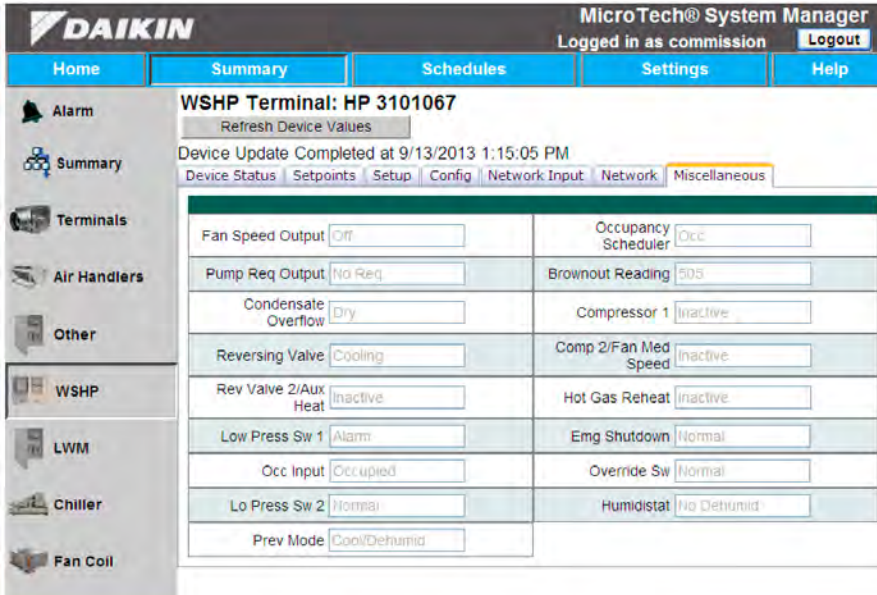 DAIKIN
MicroTech® System Manager
Logged in as commission Logout
Home Summary Schedules Settings Help
Alarm
Summary
Terminals
Air Handlers
Other
WSHP
LWM
Chiller
Fan Coil
WSHP Terminal: HP 3101067
Refresh Device Values
Device Update Completed at 9/13/2013 1:15:05 PM
Device Status Setpoints Setup Config Network Input Network Miscellaneous
Fan Speed Output Off
Occupancy Scheduler Occ
Pump Req Output No Req
Brownout Reading 505
Condensate Overflow Dry
Compressor 1 Inactive
Reversing Valve Cooling
Comp 2/Fan Med Speed Inactive
Rev Valve 2/Aux Heat Inactive
Hot Gas Reheat Inactive
Low Press Sw 1 Alarm
Emg Shutdown Normal
Occ Input Occupied
Override Sw Normal
Lo Press Sw 2 Normal
Humidistat No Dehumid
Prev Mode Cool/Dehumid